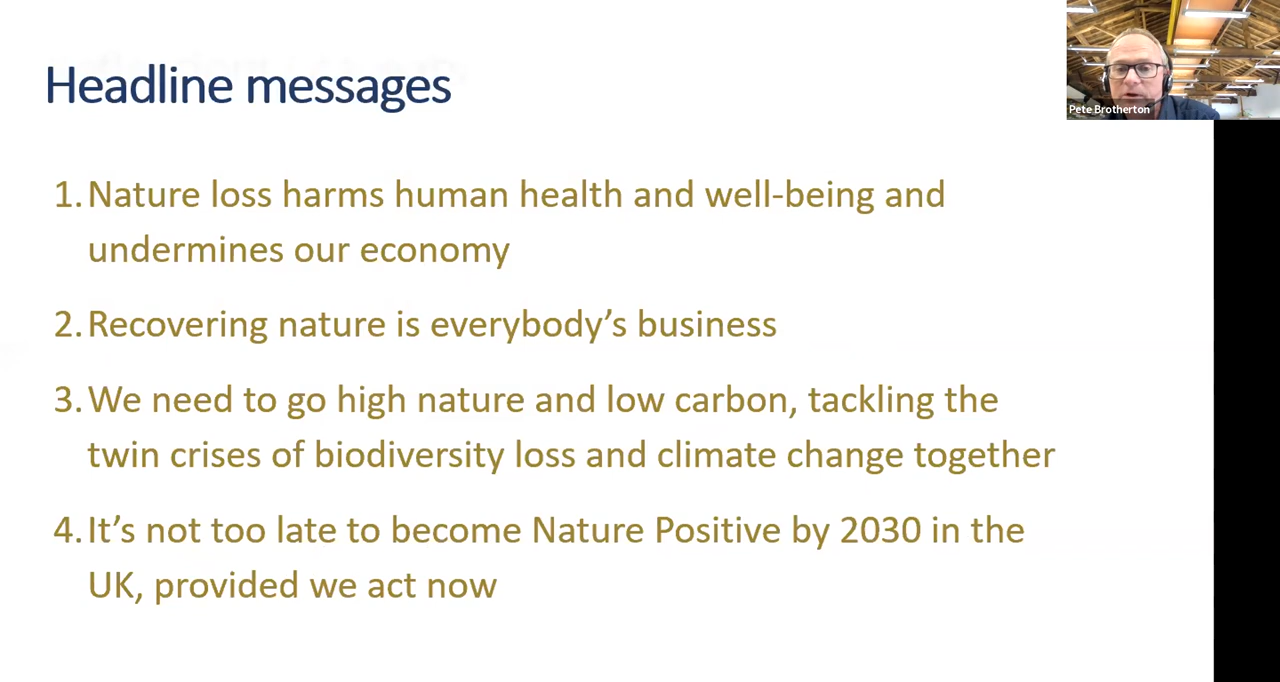 Headline messages
Pete Brotherton
1. Nature loss harms human health and well-being and
undermines our economy
2. Recovering nature is everybody’s business
3. We need to go high nature and low carbon, tackling the
twin crises of biodiversity loss and climate change together
4. It’s not too late to become Nature Positive by 2030 in the
UK, provided we act now